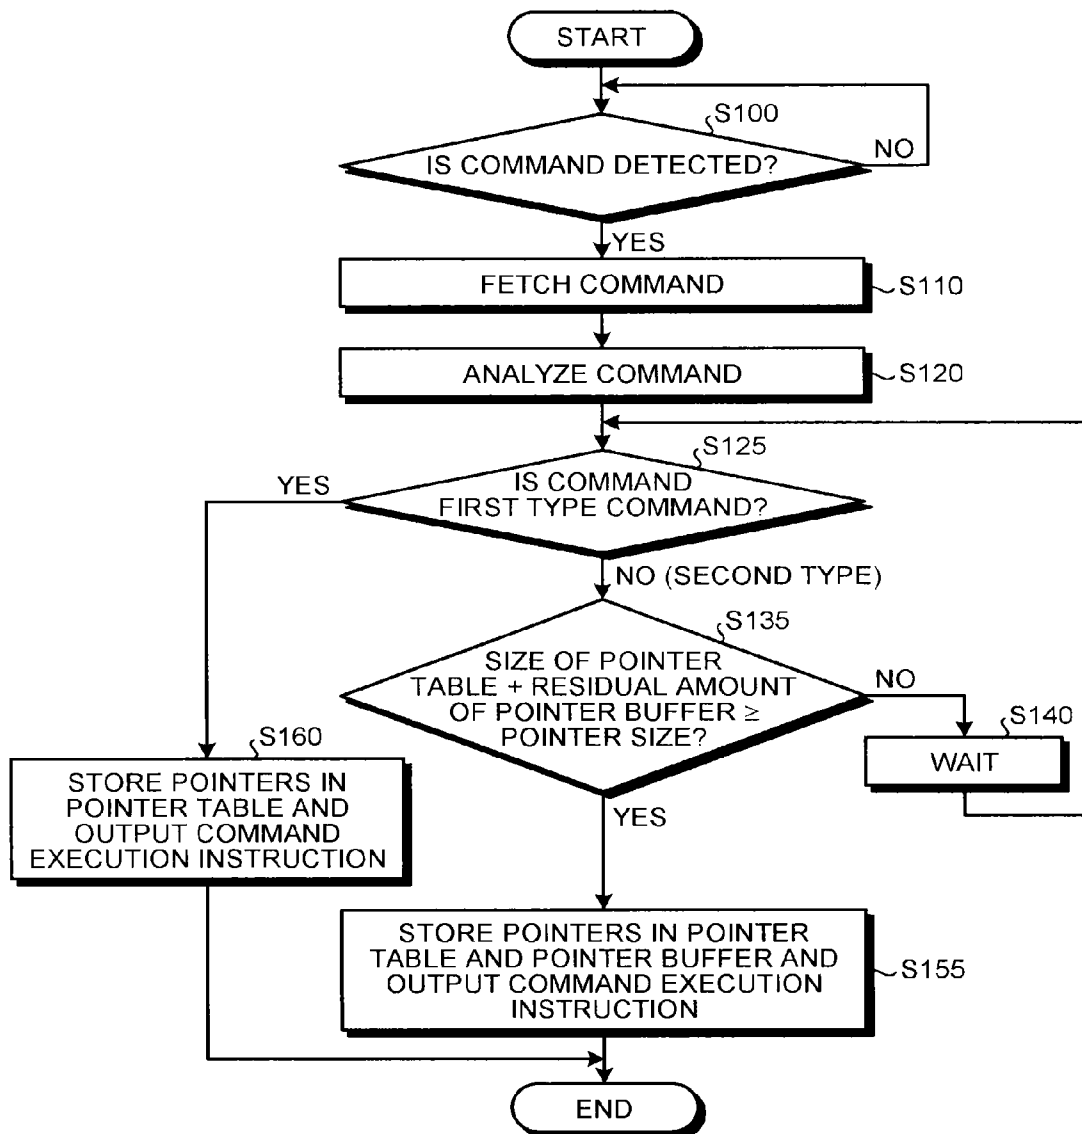 START
S100
IS COMMAND DETECTED?
NO
YES
FETCH COMMAND
S110
ANALYZE COMMAND
S120
S125
IS COMMAND
FIRST TYPE COMMAND?
YES
NO (SECOND TYPE)
S135
SIZE OF POINTER
TABLE + RESIDUAL AMOUNT
OF POINTER BUFFER ≥
POINTER SIZE?
NO
S140
WAIT
YES
S160
STORE POINTERS IN
POINTER TABLE AND
OUTPUT COMMAND
EXECUTION INSTRUCTION
STORE POINTERS IN POINTER
TABLE AND POINTER BUFFER AND
OUTPUT COMMAND EXECUTION
INSTRUCTION
S155
END